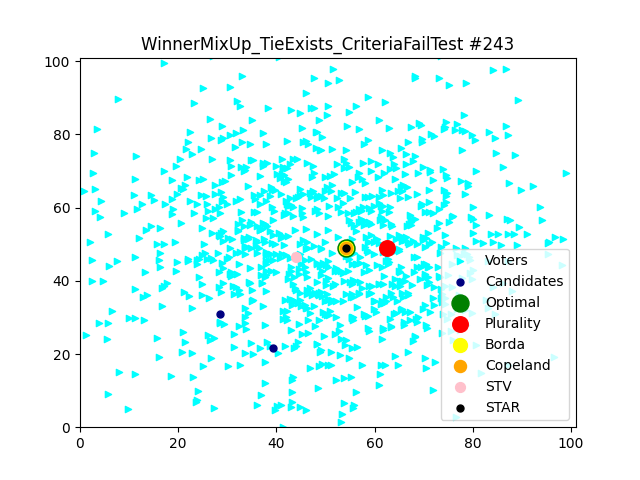 WinnerMixUp_TieExists_CriteriaFailTest #243
100
80
60
40
20
0
0 20 40 60 80 100
Voters
Candidates
Optimal
Plurality
Borda
Copeland
STV
STAR